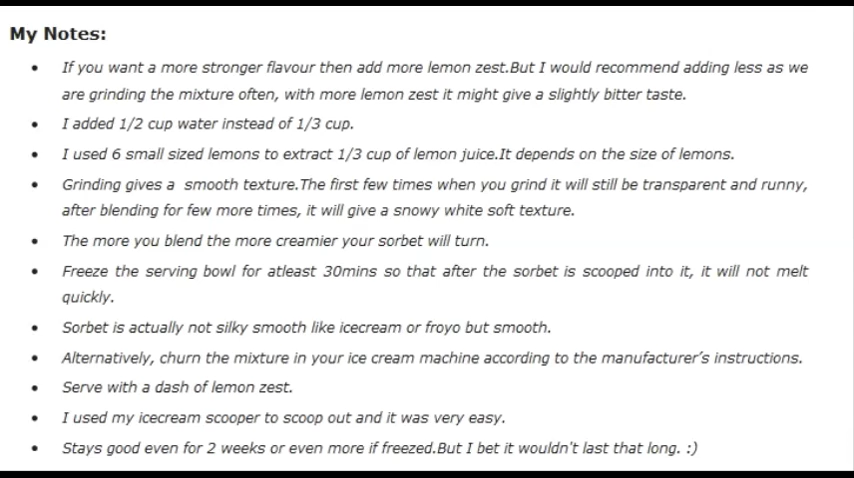 My Notes:
• If you want a more stronger flavour then add more lemon zest.But I would recommend adding less as we
are grinding the mixture often, with more lemon zest it might give a slightly bitter taste.
• I added 1/2 cup water instead of 1/3 cup.
• I used 6 small sized lemons to extract 1/3 cup of lemon juice.It depends on the size of lemons.
• Grinding gives a smooth texture.The first few times when you grind it will still be transparent and runny,
after blending for few more times, it will give a snowy white soft texture.
• The more you blend the more creamier your sorbet will turn.
• Freeze the serving bowl for atleast 30mins so that after the sorbet is scooped into it, it will not melt
quickly.
• Sorbet is actually not silky smooth like icecream or froyo but smooth.
• Alternatively, churn the mixture in your ice cream machine according to the manufacturer’s instructions.
• Serve with a dash of lemon zest.
• I used my icecream scooper to scoop out and it was very easy.
• Stays good even for 2 weeks or even more if freezed.But I bet it wouldn't last that long. :)